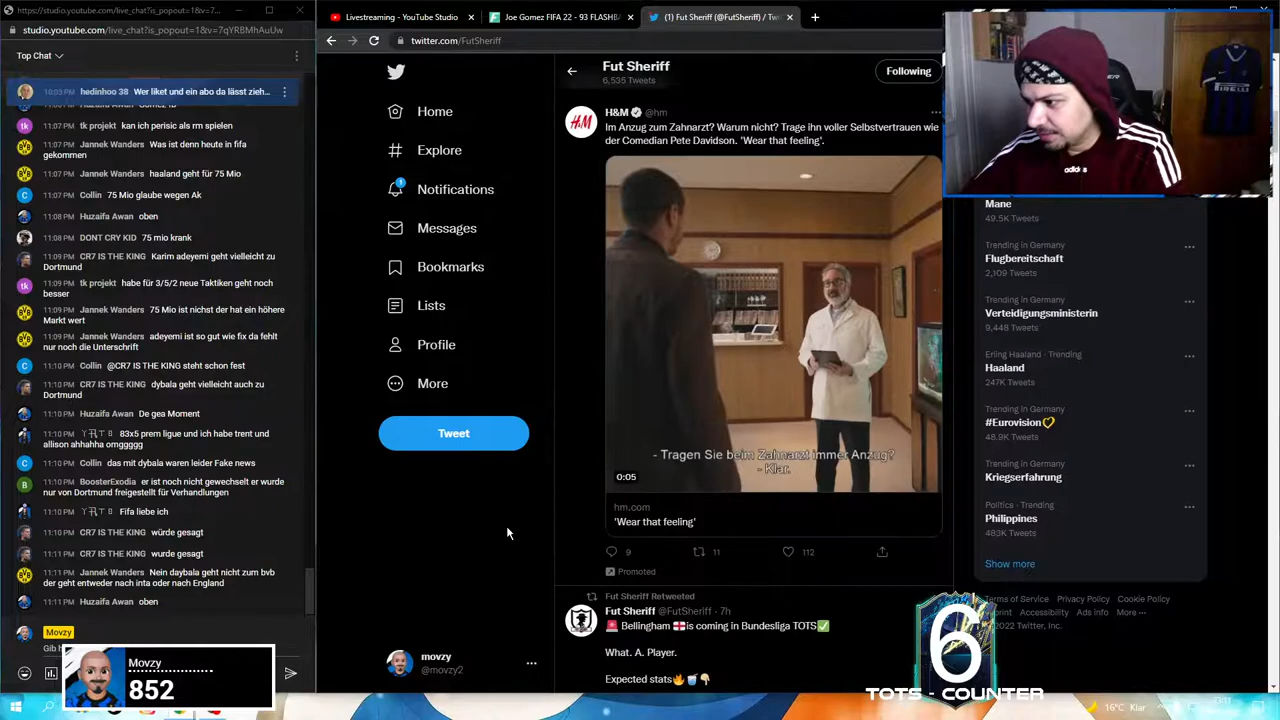 https://studio.youtube.com/live_chat?is_popout=1&v=7...
studio.youtube.com/live_chat?is_popout=1&v=7qYRBMhAuUw
Top Chat
10:03 PM hedinhoo 38 Wer liket und ein abo da lässt zieh...
11:07 PM tk projekt kan ich perisic als rm spielen
11:07 PM Jannek Wanders Was ist denn heute in fifa
gekommen
11:07 PM Jannek Wanders haaland geht für 75 Mio
11:07 PM Collin 75 Mio glaube wegen Ak
11:08 PM Huzaifa Awan oben
11:08 PM DONT CRY KID 75 mio krank
11:09 PM CR7 IS THE KING Karim adeyemi geht vielleicht zu
Dortmund
11:09 PM tk projekt habe für 3/5/2 neue Taktiken geht noch
besser
11:09 PM Jannek Wanders 75 Mio ist nichst der hat ein höhere
Markt wert
11:09 PM Jannek Wanders adeyemi ist so gut wie fix da fehlt
nur noch die Unterschrift
11:09 PM Collin @CR7 IS THE KING steht schon fest
11:10 PM CR7 IS THE KING dybala geht vielleicht auch zu
Dortmund
11:10 PM Huzaifa Awan De gea Moment
11:10 PM 83x5 prem ligue und ich habe trent und
allison ahhahha omggggg
11:10 PM Collin das mit dybala waren leider Fake news
11:10 PM BoosterExodia er ist noch nicht gewechselt er wurde
nur von Dortmund freigestellt für Verhandlungen
11:10 PM Fifa liebe ich
11:10 PM CR7 IS THE KING würde gesagt
11:11 PM CR7 IS THE KING wurde gesagt
11:11 PM Jannek Wanders Nein daybala geht nicht zum bvb
der geht entweder nach inta oder nach England
11:11 PM Huzaifa Awan oben
Movzy
Movzy
852
Livestreaming - YouTube Studio
Joe Gomez FIFA 22 - 93 FLASHBA
(1) Fut Sheriff (@FutSheriff) / Twi
twitter.com/FutSheriff
Home
Explore
1
Notifications
Messages
Bookmarks
Lists
Profile
More
Tweet
movzy
@movzy2
Fut Sheriff
6,535 Tweets
Following
H&M
H&M @hm
Im Anzug zum Zahnarzt? Warum nicht? Trage ihn voller Selbstvertrauen wie
der Comedian Pete Davidson. 'Wear that feeling'.
- Tragen Sie beim Zahnarzt immer Anzug?
- Klar.
0:05
hm.com
'Wear that feeling'
9
11
112
Promoted
Fut Sheriff Retweeted
Fut Sheriff @FutSheriff · 7h
🚨 Bellingham 🏴󠁧󠁢󠁥󠁮󠁧󠁿is coming in Bundesliga TOTS✅
What. A. Player.
Expected stats🔥🥤👇🏻
adidas
PIRELLI
Mane
49.5K Tweets
Trending in Germany
Flugbereitschaft
2,109 Tweets
Trending in Germany
Verteidigungsministerin
9,448 Tweets
Erling Haaland · Trending
Haaland
247K Tweets
Trending in Germany
#Eurovision💛
48.9K Tweets
Trending in Germany
Kriegserfahrung
Politics · Trending
Philippines
483K Tweets
Show more
Terms of Service Privacy Policy Cookie Policy
Imprint Accessibility Ads info More ···
© 2022 Twitter, Inc.
6
TOTS - COUNTER
16°C Klar
23:11